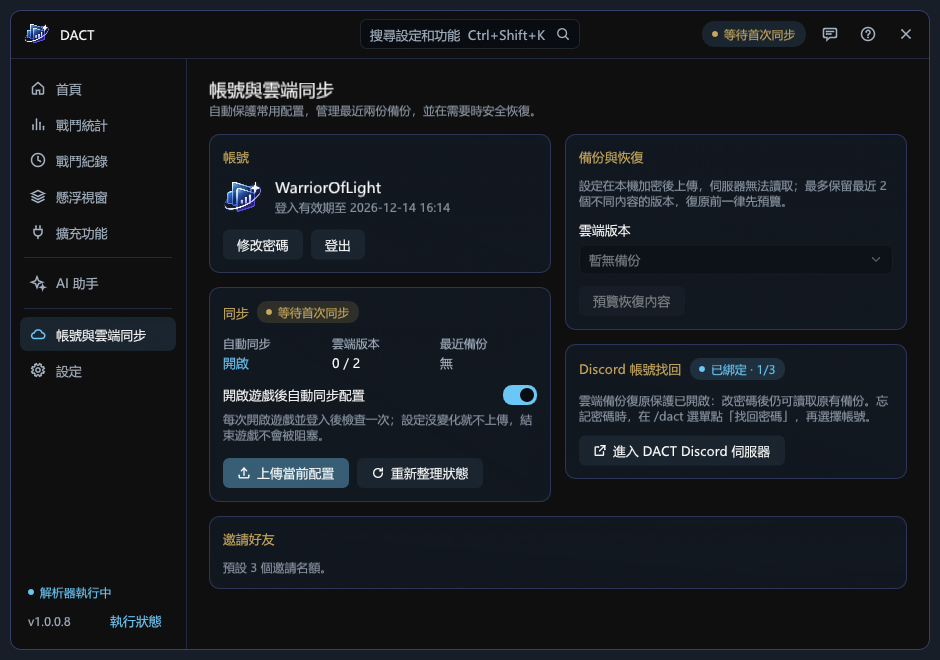 DACT
搜尋設定和功能 Ctrl+Shift+K
等待首次同步
首頁
戰鬥統計
戰鬥紀錄
懸浮視窗
擴充功能
AI 助手
帳號與雲端同步
設定
解析器執行中
v1.0.0.8 執行狀態
帳號與雲端同步
自動保護常用配置，管理最近兩份備份，並在需要時安全恢復。
帳號
WarriorOfLight
登入有效期至 2026-12-14 16:14
修改密碼 登出
同步 等待首次同步
自動同步 雲端版本 最近備份
開啟 0 / 2 無
開啟遊戲後自動同步配置
每次開啟遊戲並登入後檢查一次；設定沒變化就不上傳，結
束遊戲不會被阻塞。
上傳當前配置 重新整理狀態
備份與恢復
設定在本機加密後上傳，伺服器無法讀取；最多保留最近 2
個不同內容的版本，復原前一律先預覽。
雲端版本
暫無備份
預覽恢復內容
Discord 帳號找回 已綁定 · 1/3
雲端備份復原保護已開啟：改密碼後仍可讀取原有備份。忘
記密碼時，在 /dact 選單點「找回密碼」，再選擇帳號。
進入 DACT Discord 伺服器
邀請好友
預設 3 個邀請名額。